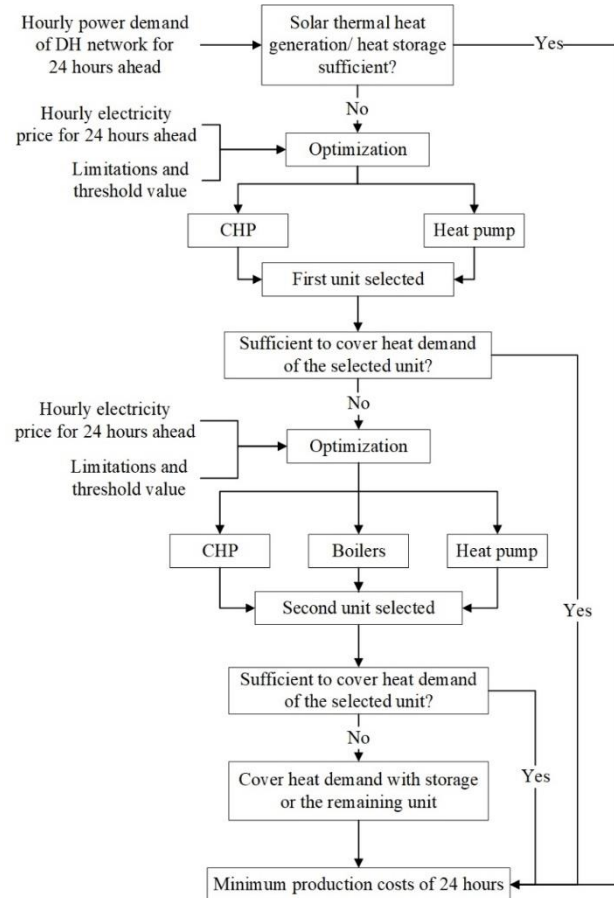 Hourly power demand
of DH network for
24 hours ahead
Solar thermal heat
generation/ heat storage
sufficient?
Yes
No
Hourly electricity
price for 24 hours ahead
Limitations and
threshold value
Optimization
CHP
Heat pump
First unit selected
Sufficient to cover heat demand
of the selected unit?
No
Hourly electricity
price for 24 hours ahead
Limitations and
threshold value
Optimization
CHP
Boilers
Heat pump
Second unit selected
Yes
Sufficient to cover heat demand
of the selected unit?
No
Yes
Cover heat demand with storage
or the remaining unit
Minimum production costs of 24 hours